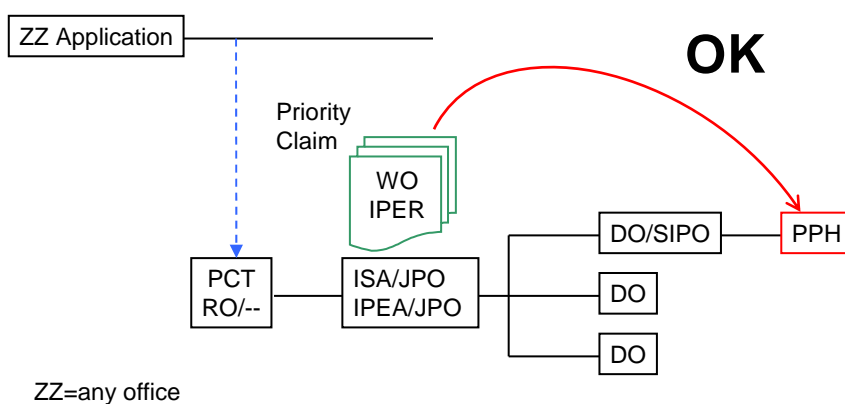 ZZ Application
OK
Priority
Claim
WO
IPER
DO/SIPO
PPH
PCT
RO/--
ISA/JPO
IPEA/JPO
DO
DO
ZZ=any office